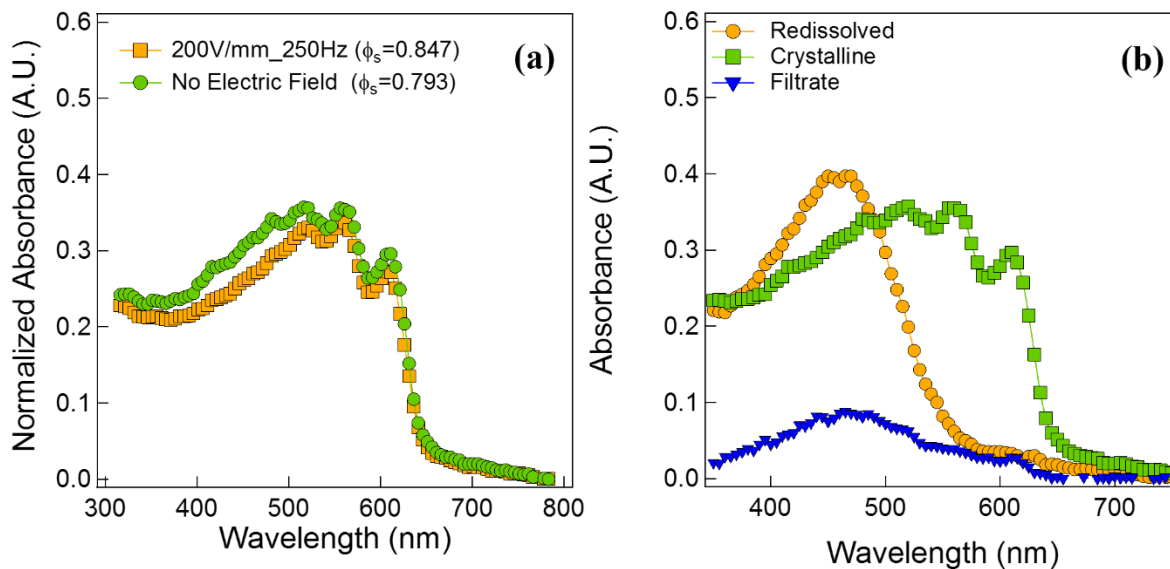 0.6
0.5
0.4
0.3
0.2
0.1
0.0
Normalized Absorbance (A.U.)
200V/mm_250Hz (ϕs=0.847)
No Electric Field (ϕs=0.793)
(a)
300 400 500 600 700 800
Wavelength (nm)
0.6
0.5
0.4
0.3
0.2
0.1
0.0
Absorbance (A.U.)
Redissolved
Crystalline
Filtrate
(b)
400 500 600 700
Wavelength (nm)